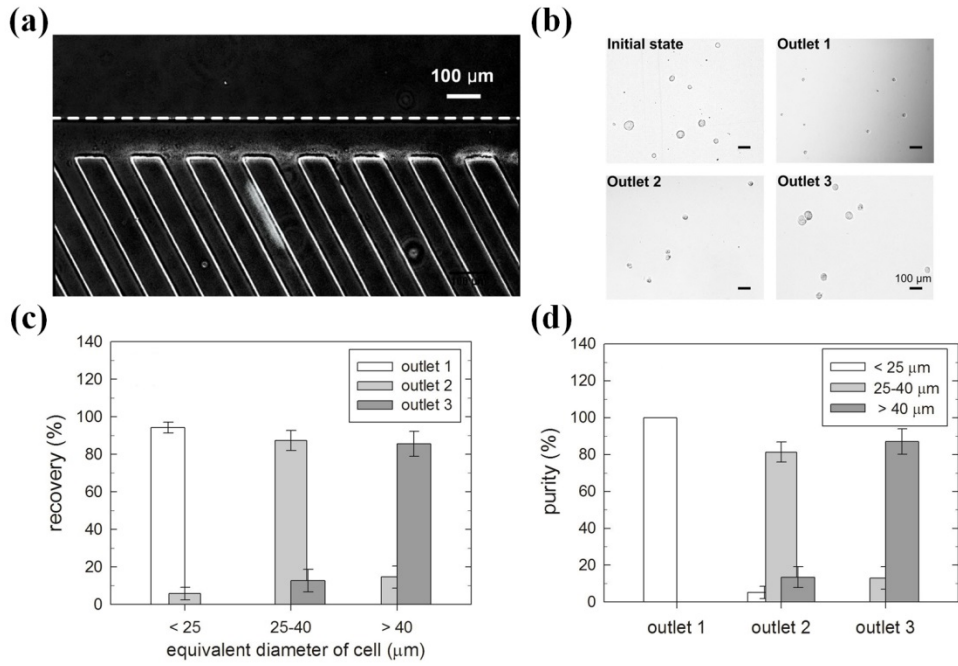 (a)
100 μm
(b)
Initial state
Outlet 1
Outlet 2
Outlet 3
100 μm
(c)
140
120
100
80
60
40
20
0
recovery (%)
outlet 1
outlet 2
outlet 3
< 25
25-40
> 40
equivalent diameter of cell (μm)
(d)
140
120
100
80
60
40
20
0
purity (%)
< 25 μm
25-40 μm
> 40 μm
outlet 1
outlet 2
outlet 3